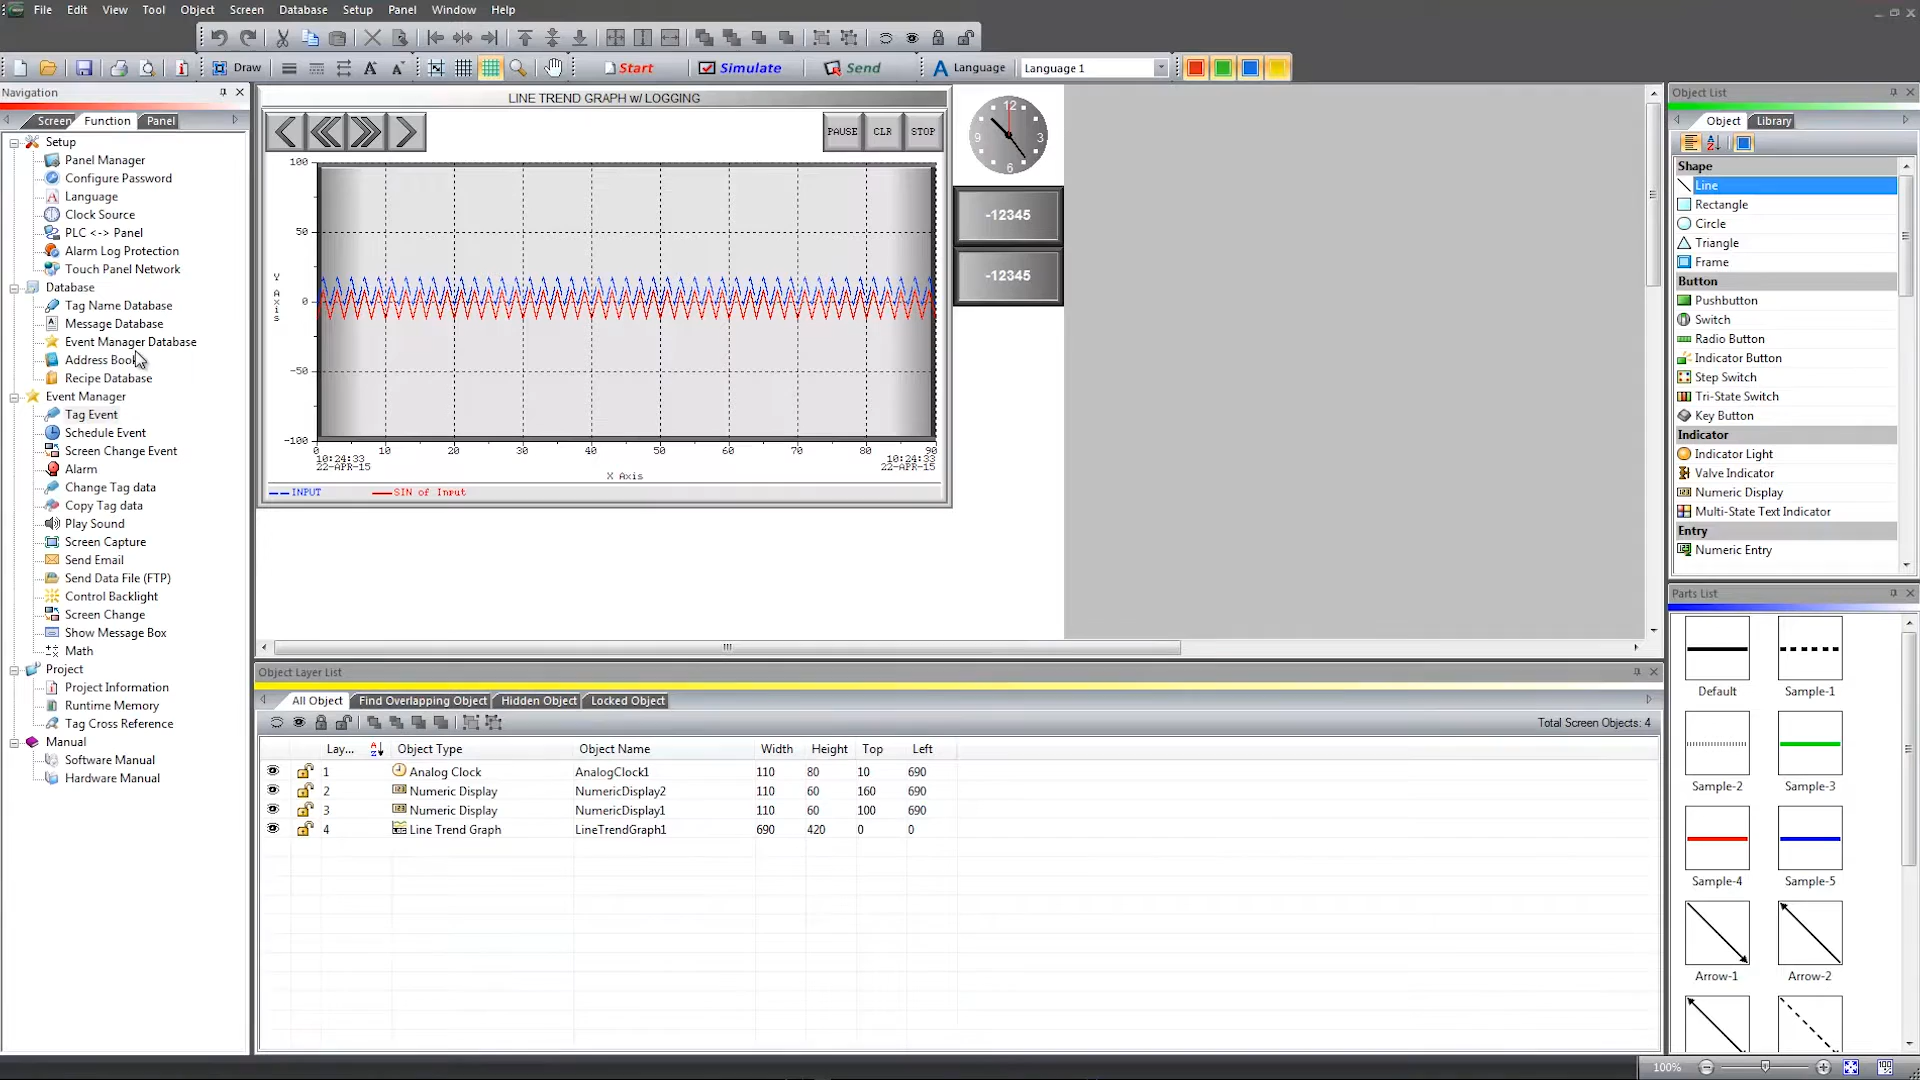 File Edit View Tool Object Screen Database Setup Panel Window Help
Draw Start Simulate Send Language Language 1
Navigation
Screen Function Panel
Setup
Panel Manager
Configure Password
Language
Clock Source
PLC <-> Panel
Alarm Log Protection
Touch Panel Network
Database
Tag Name Database
Message Database
Event Manager Database
Address Book
Recipe Database
Event Manager
Tag Event
Schedule Event
Screen Change Event
Alarm
Change Tag data
Copy Tag data
Play Sound
Screen Capture
Send Email
Send Data File (FTP)
Control Backlight
Screen Change
Show Message Box
Math
Project
Project Information
Runtime Memory
Tag Cross Reference
Manual
Software Manual
Hardware Manual
LINE TREND GRAPH w/ LOGGING
PAUSE CLR STOP
100
50
0
-50
-100
Y Axis
0 10 20 30 40 50 60 70 80 90
10:24:33 10:24:33
22-APR-15 22-APR-15
X Axis
INPUT SIN of Input
12
9 3
6
-12345
-12345
Object Layer List
All Object Find Overlapping Object Hidden Object Locked Object
Total Screen Objects: 4
Lay... Object Type Object Name Width Height Top Left
1 Analog Clock AnalogClock1 110 80 10 690
2 Numeric Display NumericDisplay2 110 60 160 690
3 Numeric Display NumericDisplay1 110 60 100 690
4 Line Trend Graph LineTrendGraph1 690 420 0 0
Object List
Object Library
Shape
Line
Rectangle
Circle
Triangle
Frame
Button
Pushbutton
Switch
Radio Button
Indicator Button
Step Switch
Tri-State Switch
Key Button
Indicator
Indicator Light
Valve Indicator
Numeric Display
Multi-State Text Indicator
Entry
Numeric Entry
Parts List
Default Sample-1
Sample-2 Sample-3
Sample-4 Sample-5
Arrow-1 Arrow-2
100%